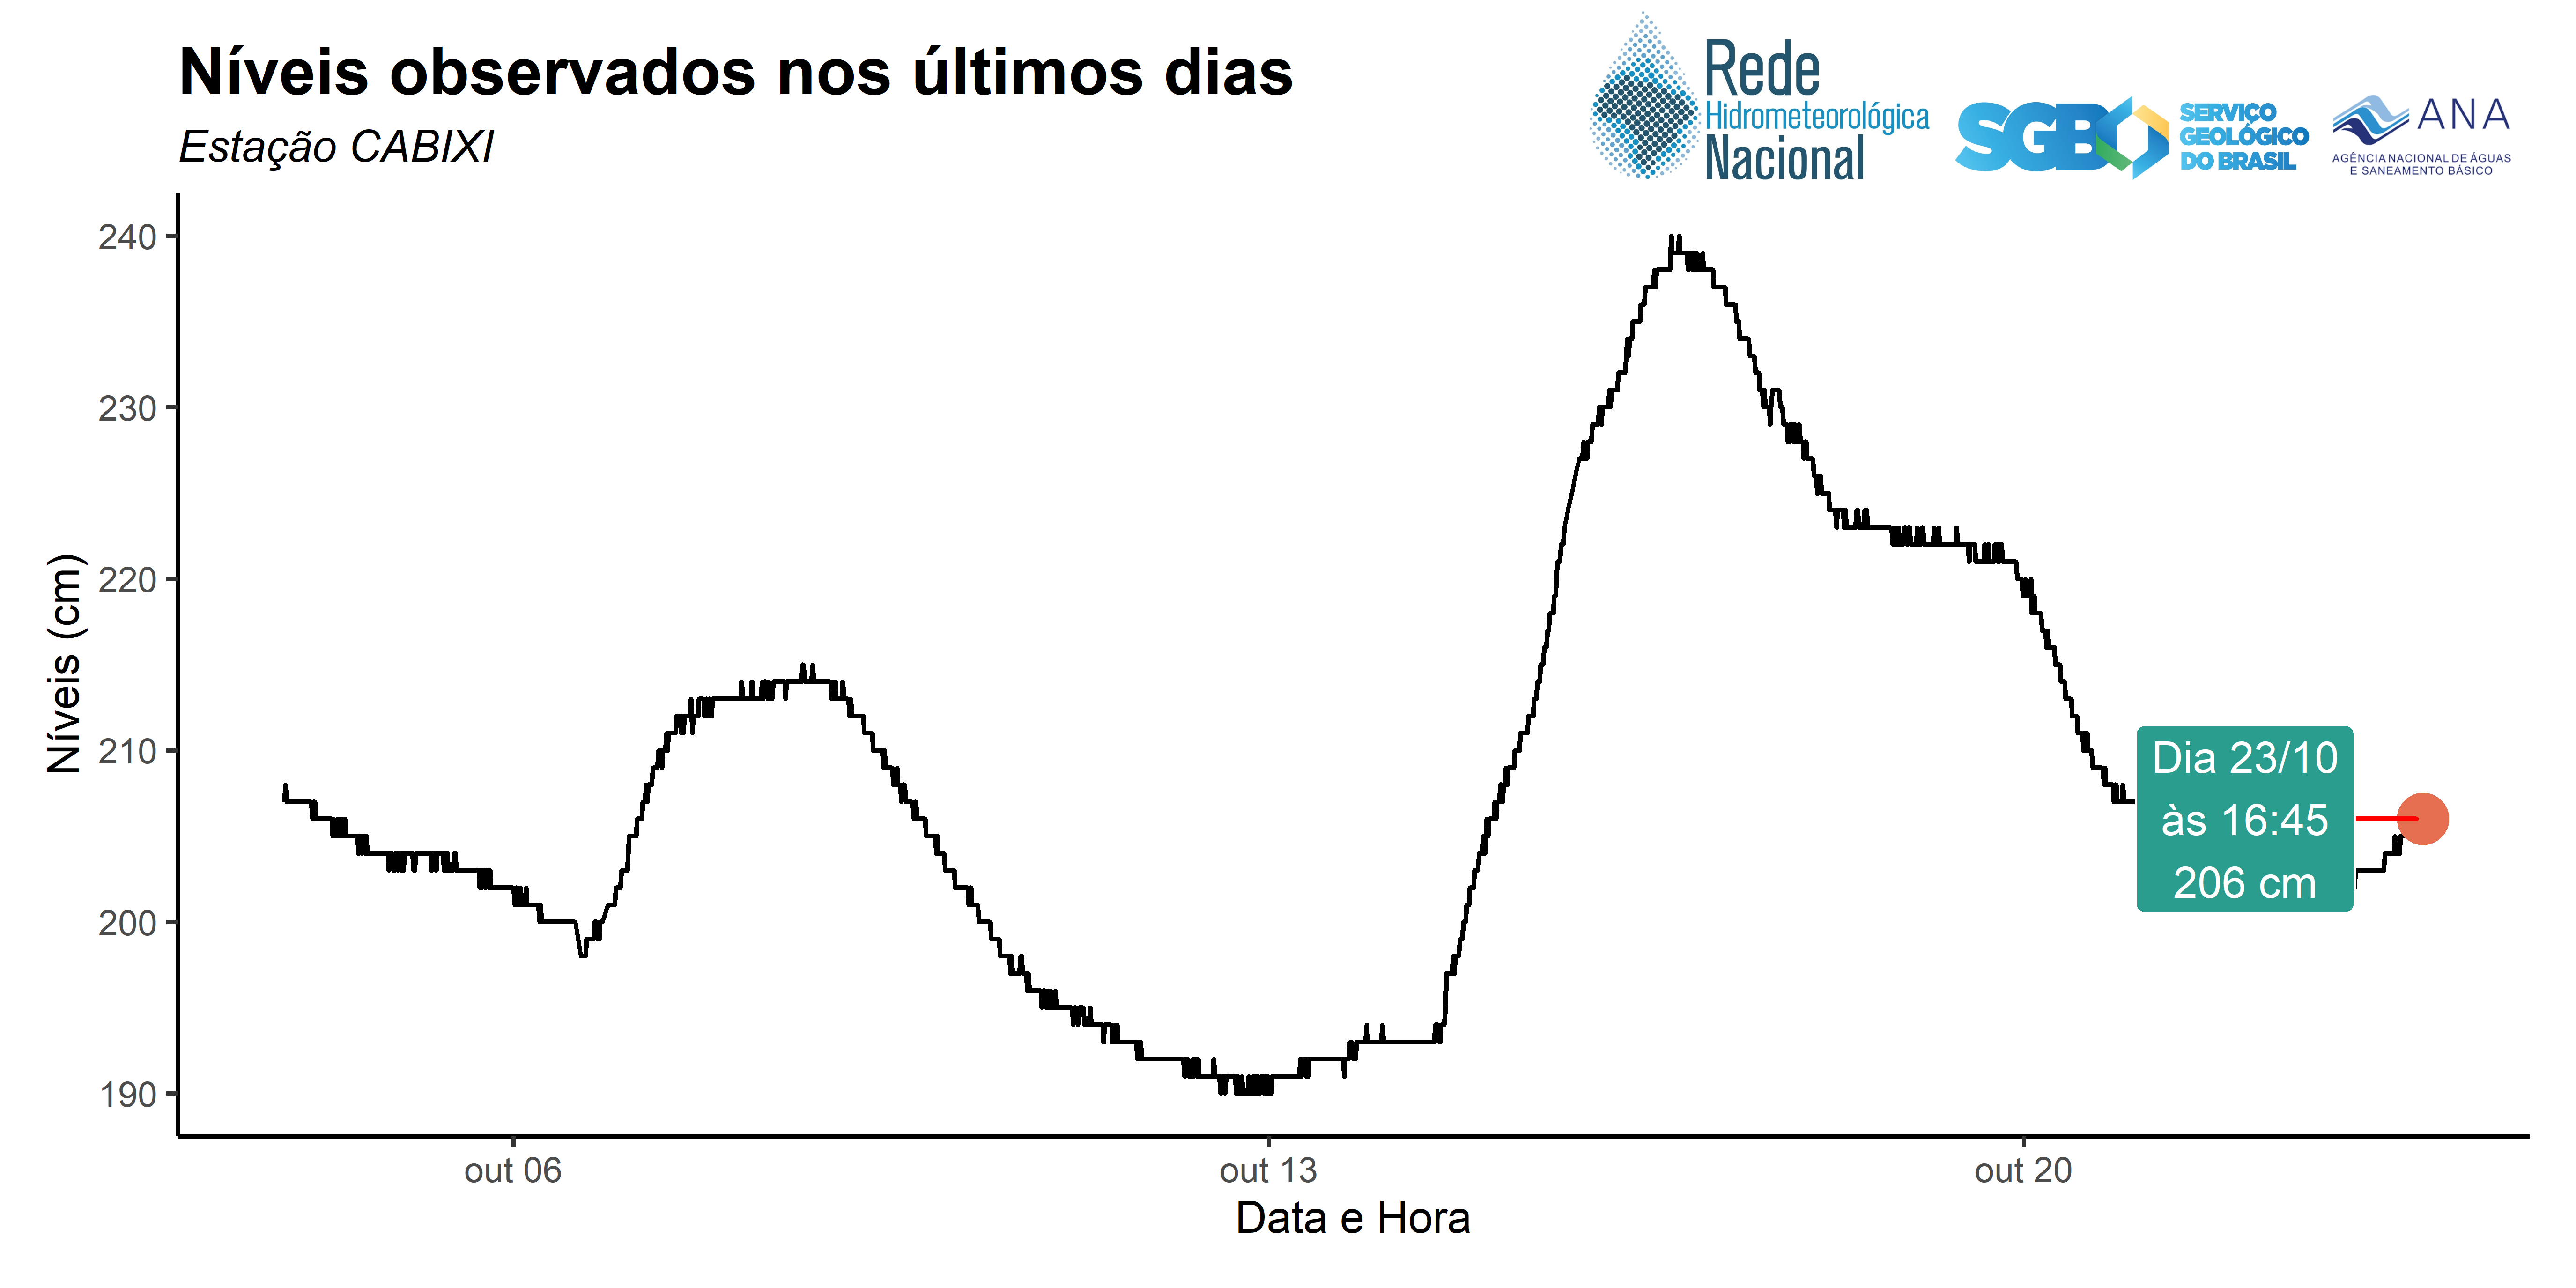 Níveis observados nos últimos dias
Estação CABIXI
Rede
Hidrometeorológica
Nacional
SGB
SERVIÇO
GEOLÓGICO
DO BRASIL
ANA
AGÊNCIA NACIONAL DE ÁGUAS
E SANEAMENTO BÁSICO
Níveis (cm)
240
230
220
210
200
190
Dia 23/10
às 16:45
206 cm
out 06
out 13
out 20
Data e Hora